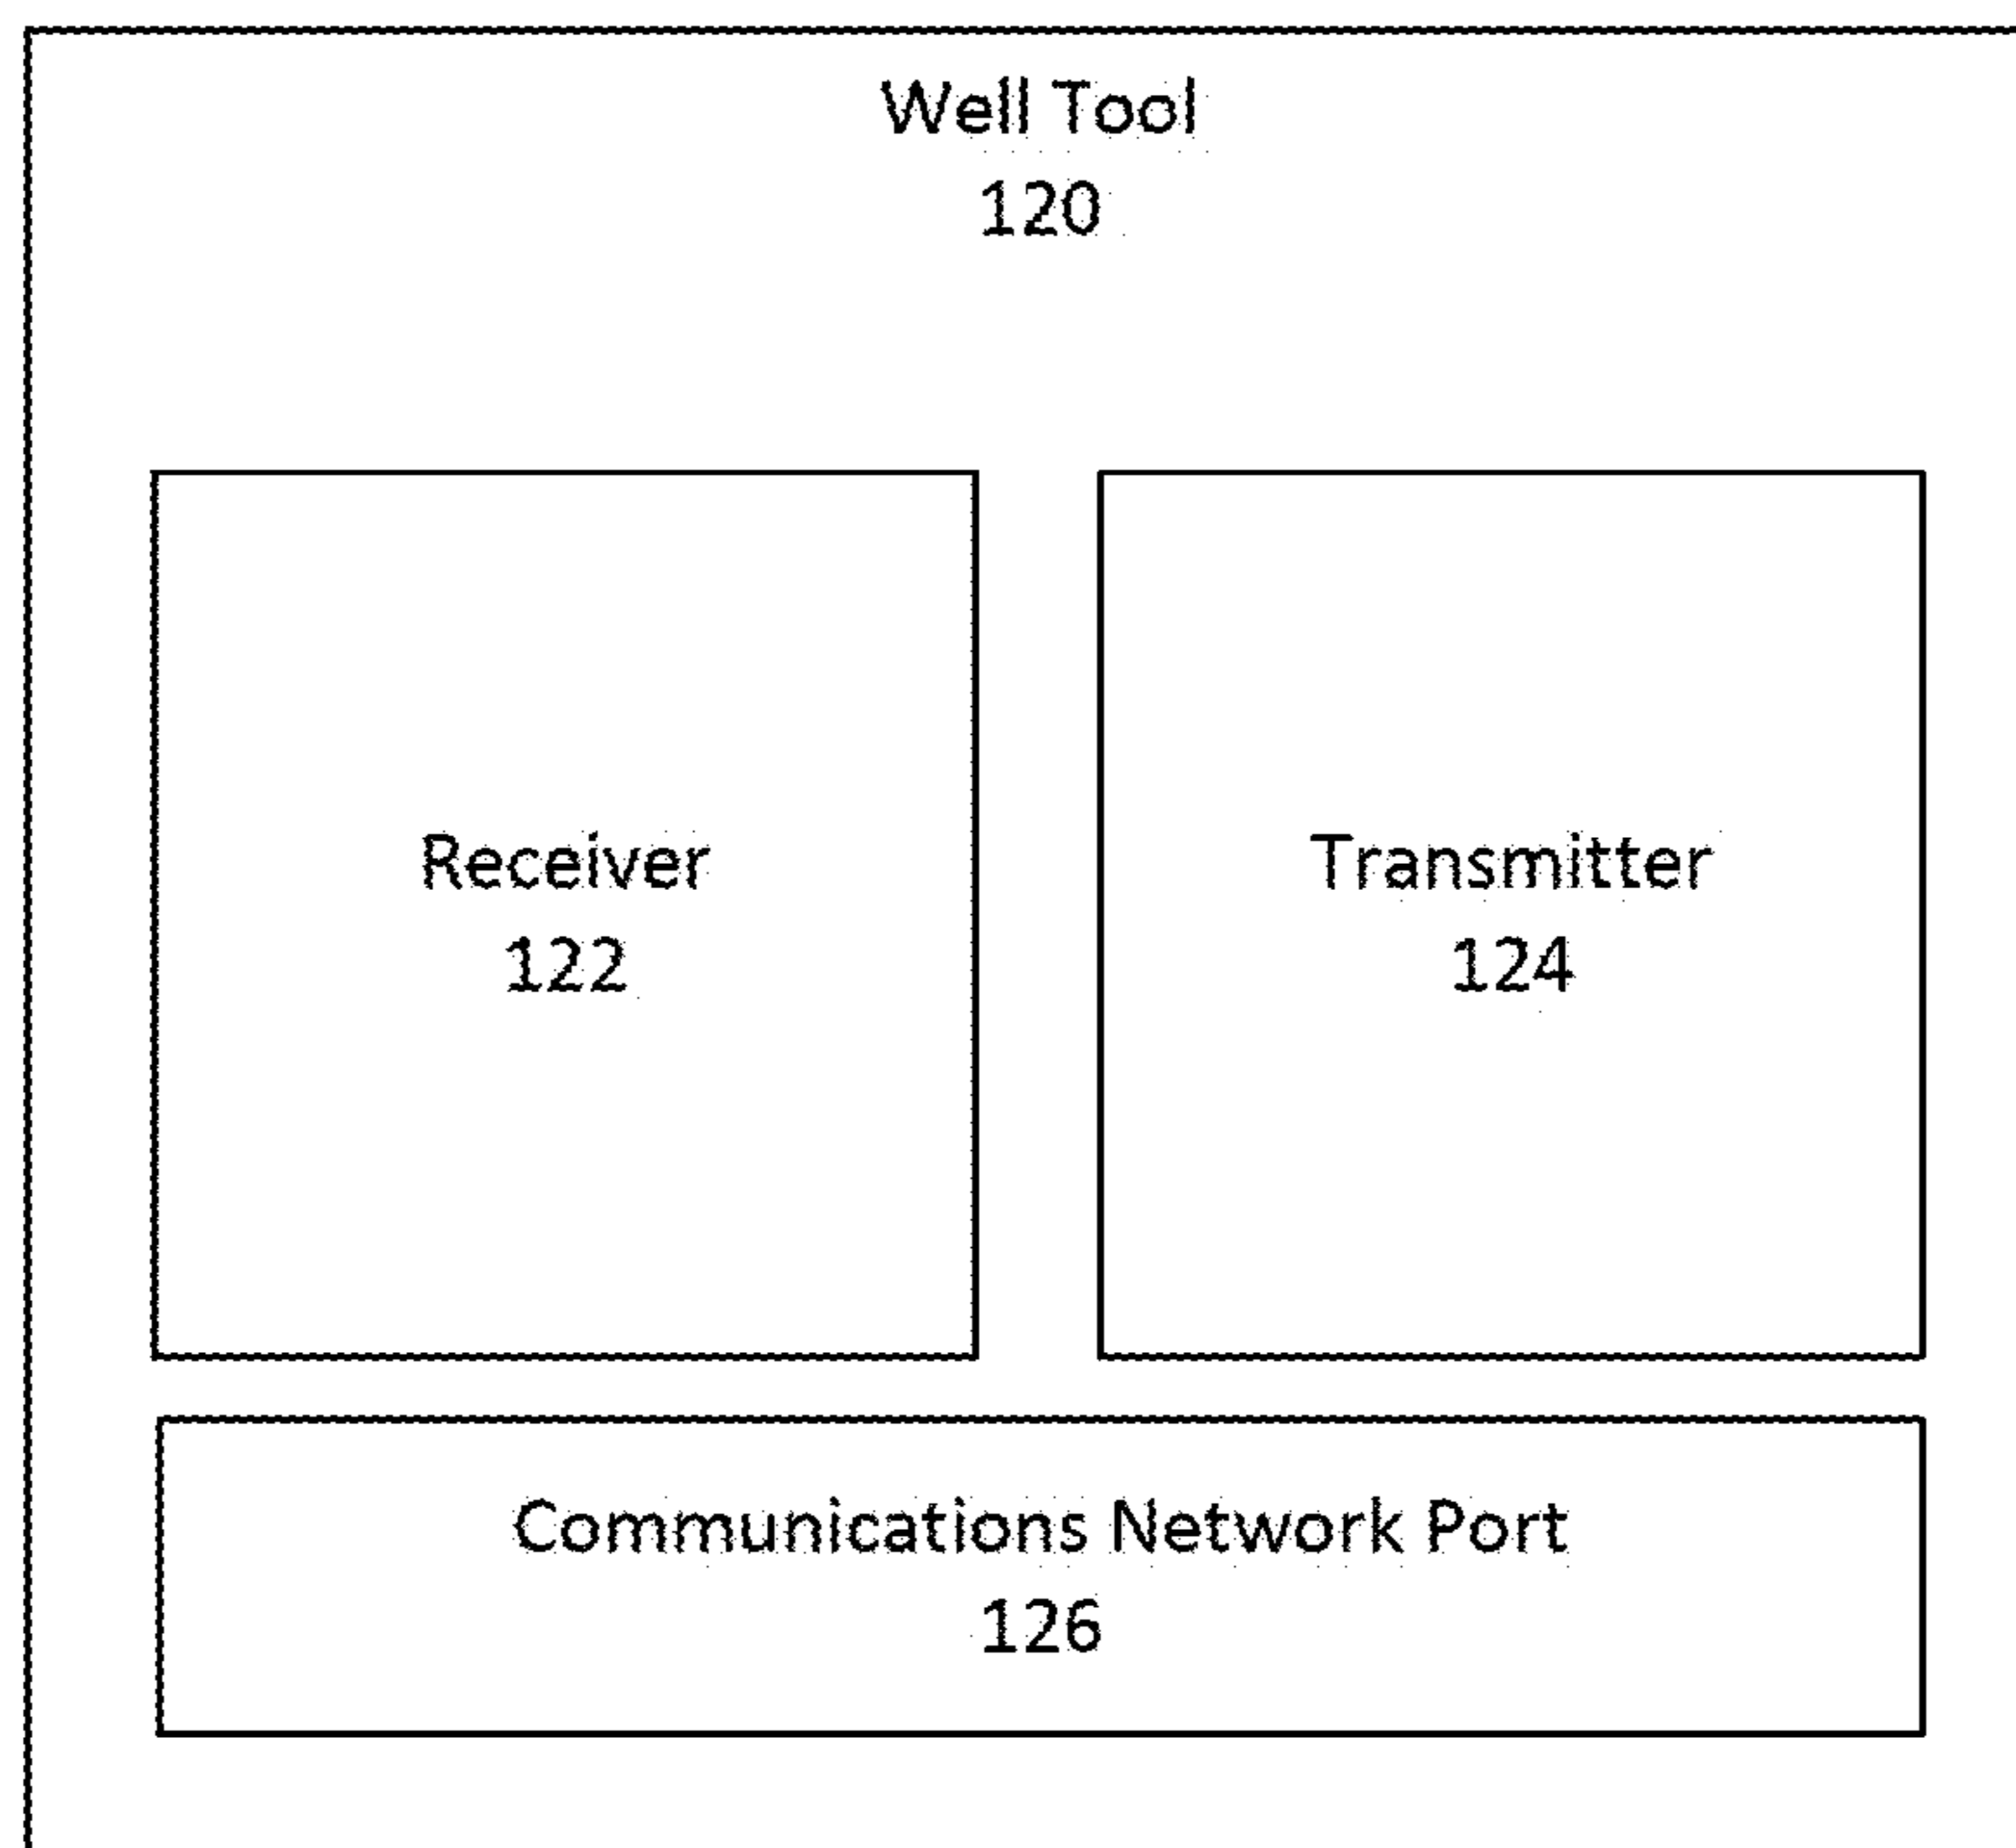 Well Tool
120
Receiver
122
Transmitter
124
Communications Network Port
126